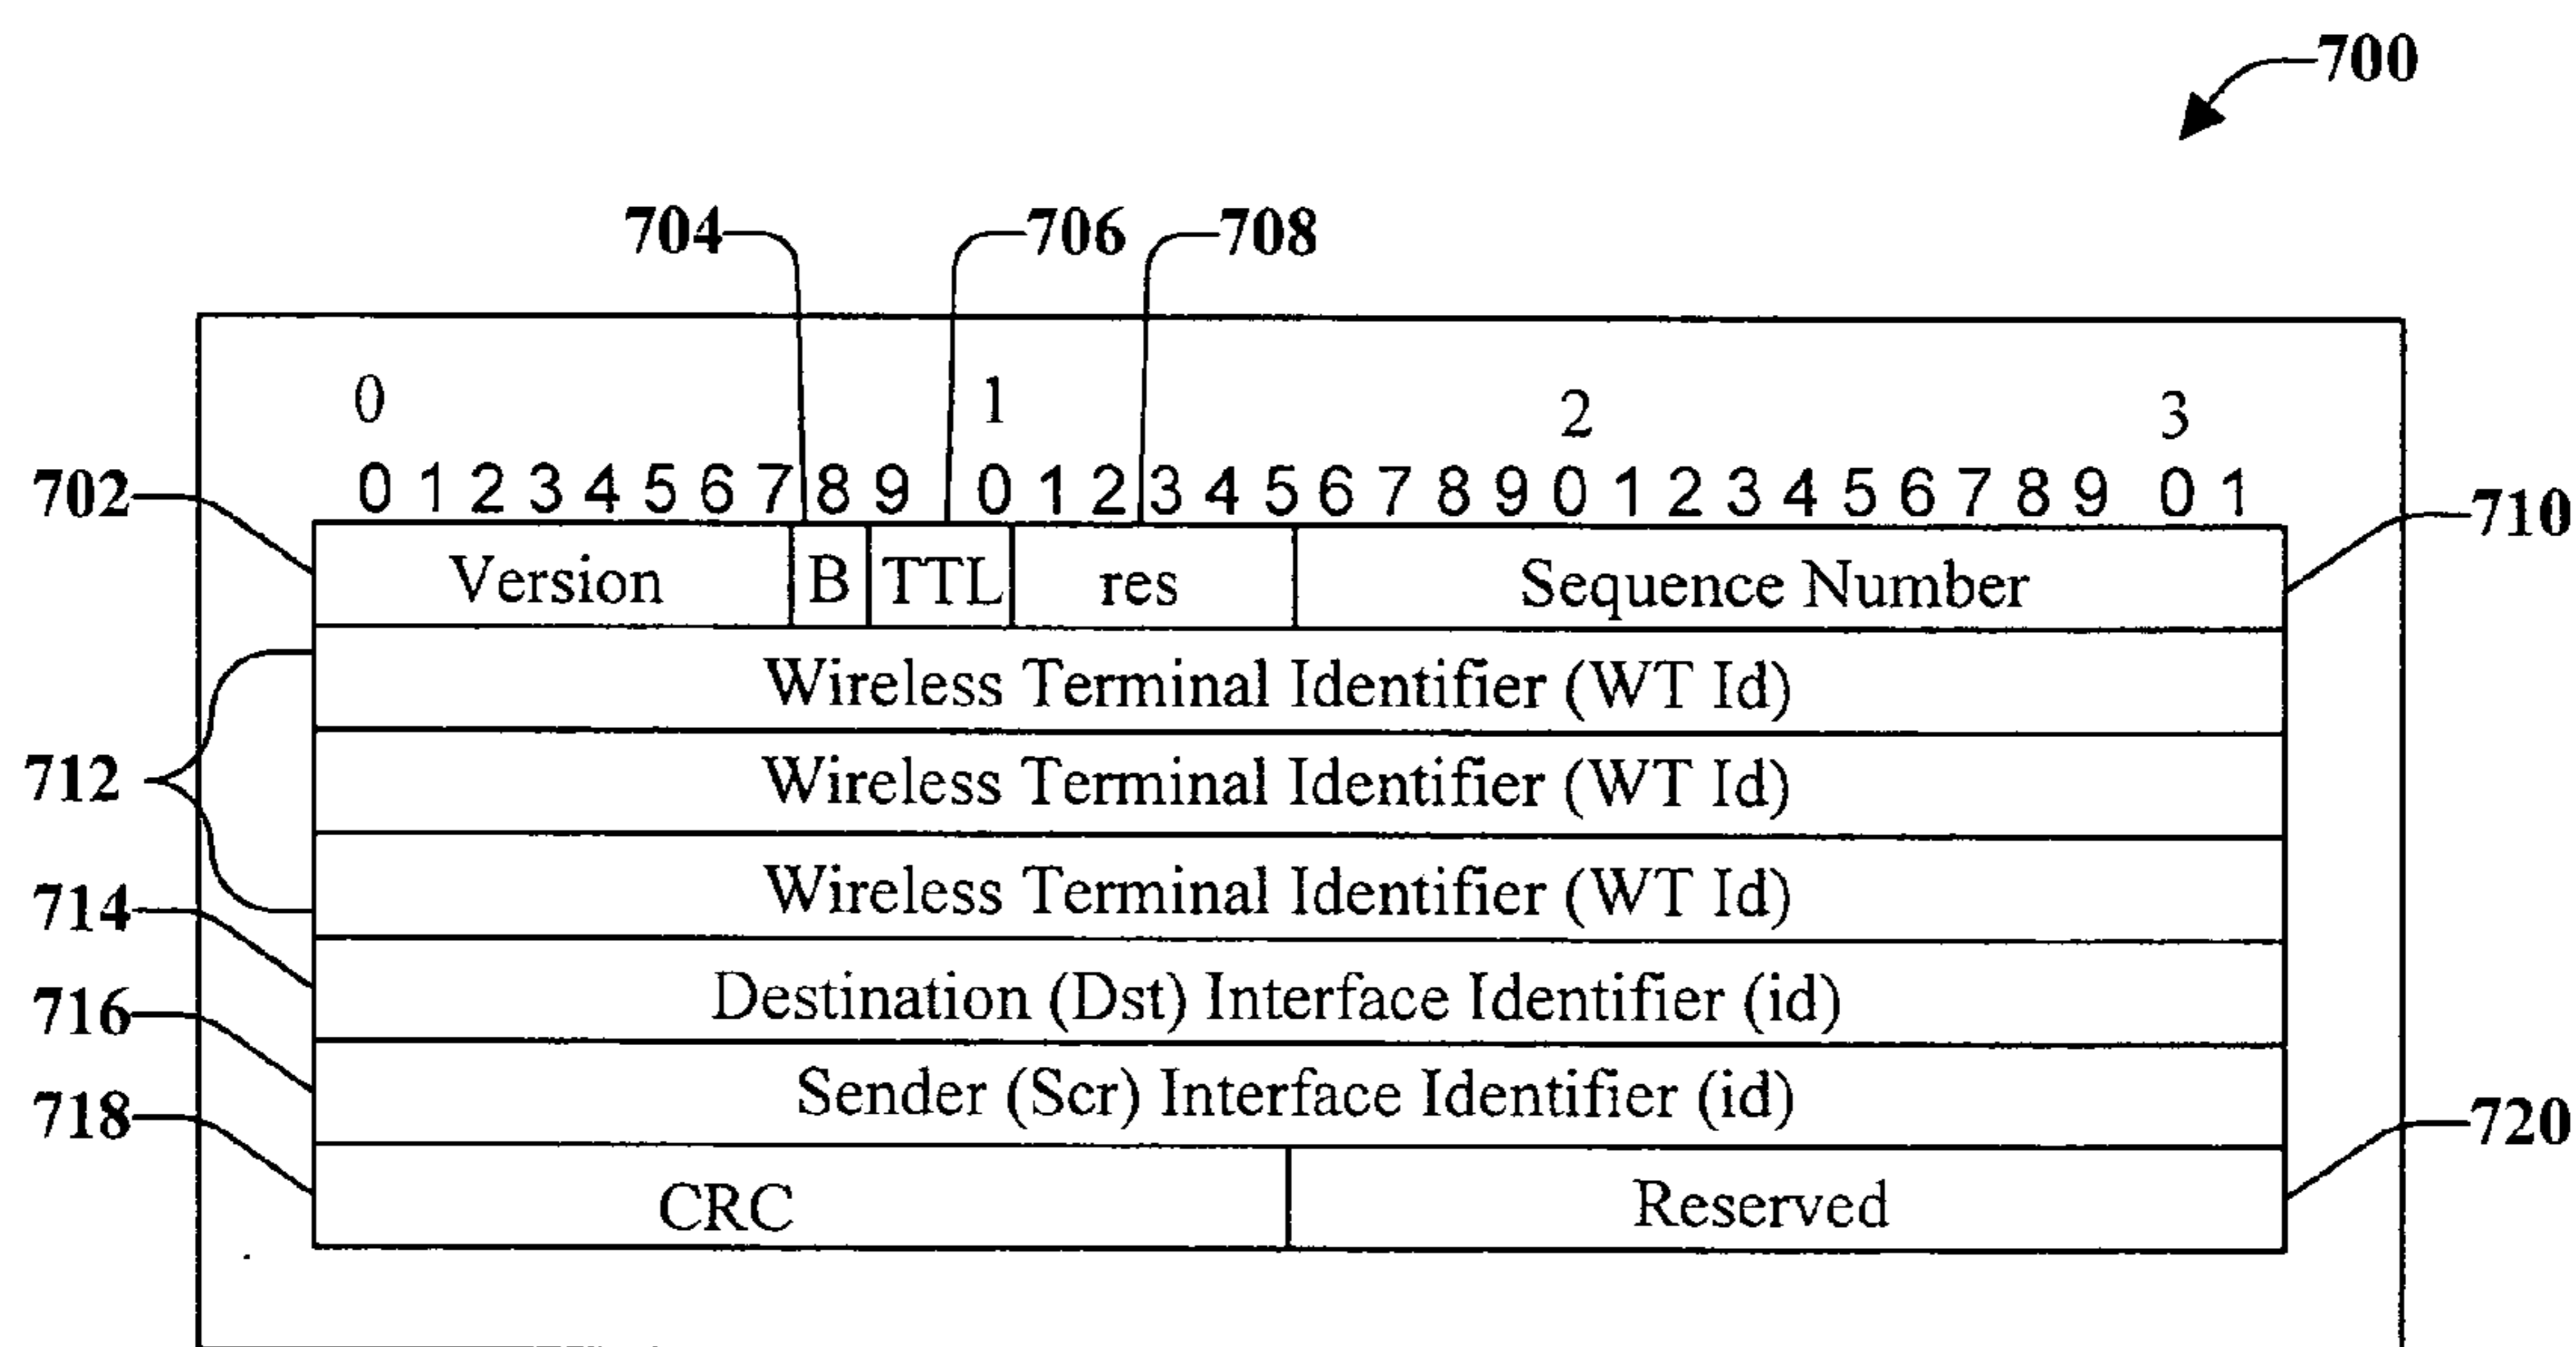 700
704 706 708
0 1 2 3
0 1 2 3 4 5 6 7 8 9 0 1 2 3 4 5 6 7 8 9 0 1 2 3 4 5 6 7 8 9 0 1
702 710
Version B TTL res Sequence Number
Wireless Terminal Identifier (WT Id)
712 Wireless Terminal Identifier (WT Id)
Wireless Terminal Identifier (WT Id)
714
Destination (Dst) Interface Identifier (id)
716
Sender (Scr) Interface Identifier (id)
718 720
CRC Reserved